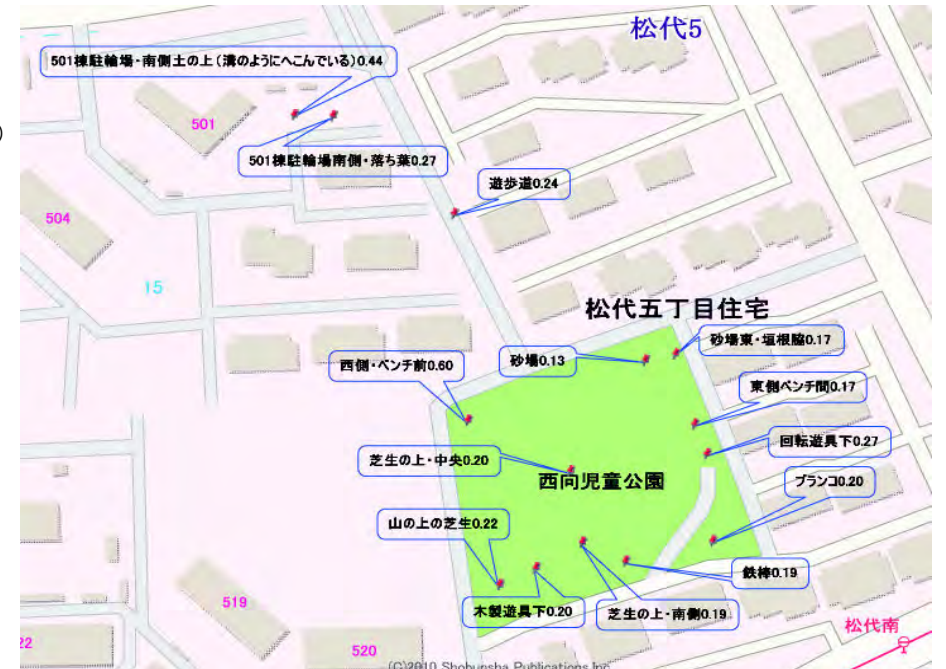 松代5
501棟駐輪場・南側土の上(溝のようにへこんでいる)0.44
)
501
501棟駐輪場南側・落ち葉0.27
遊歩道0.24
504
15
松代五丁目住宅
砂場東・垣根脇0.17
砂場0.13
西側・ベンチ前0.60
東側ベンチ間0.17
回転遊具下0.27
芝生の上・中央0.20
西向児童公園
ブランコ0.20
山の上の芝生0.22
鉄棒0.19
519
木製遊具下0.20
芝生の上・南側0.19
松代南
22
520
(C)2010 Shobunsha Publications,Inc.